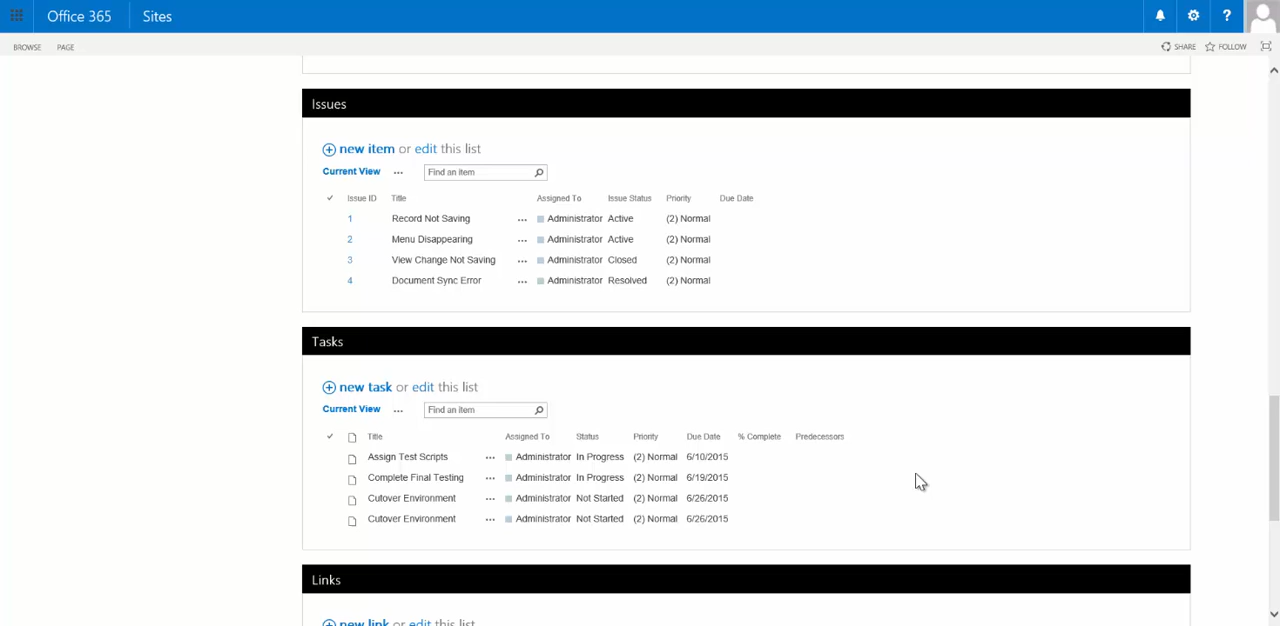 Office 365 Sites ?
BROWSE PAGE SHARE FOLLOW
Issues
new item or edit this list
Current View ... Find an item
Issue ID Title Assigned To Issue Status Priority Due Date
1 Record Not Saving ... Administrator Active (2) Normal
2 Menu Disappearing ... Administrator Active (2) Normal
3 View Change Not Saving ... Administrator Closed (2) Normal
4 Document Sync Error ... Administrator Resolved (2) Normal
Tasks
new task or edit this list
Current View ... Find an item
Title Assigned To Status Priority Due Date % Complete Predecessors
Assign Test Scripts ... Administrator In Progress (2) Normal 6/10/2015
Complete Final Testing ... Administrator In Progress (2) Normal 6/19/2015
Cutover Environment ... Administrator Not Started (2) Normal 6/26/2015
Cutover Environment ... Administrator Not Started (2) Normal 6/26/2015
Links
new link or edit this list